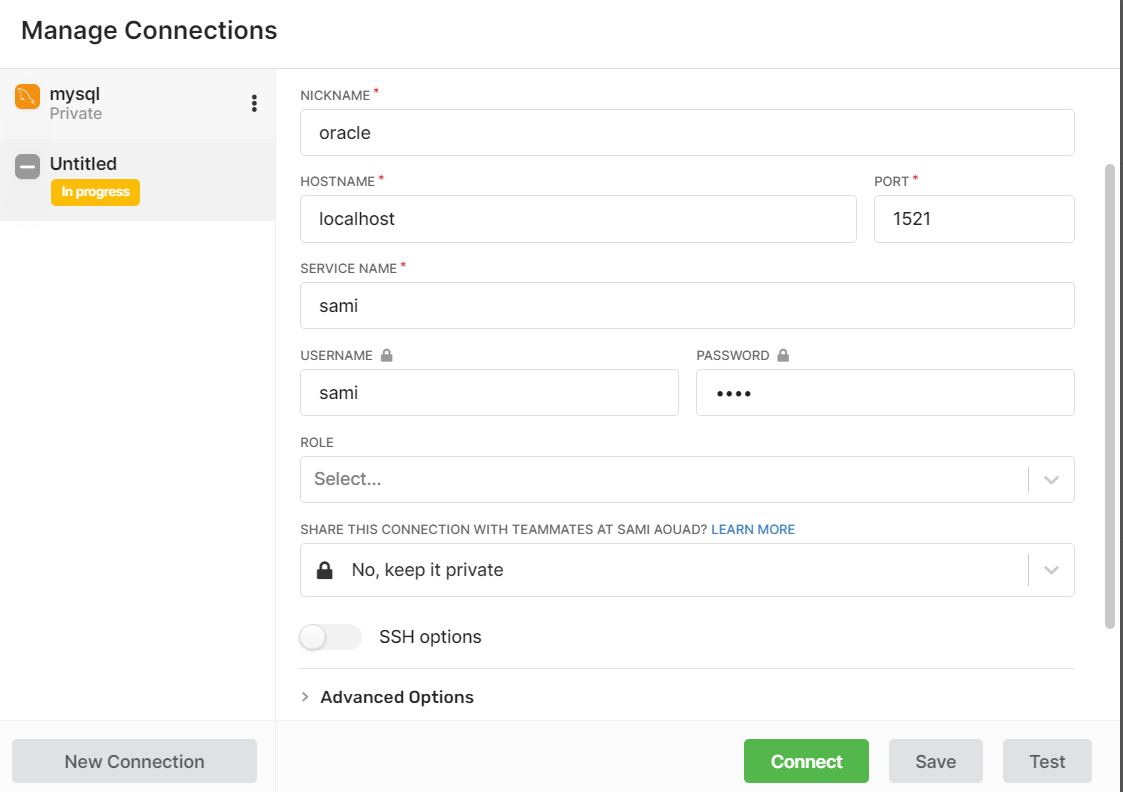 Manage Connections
mysql
Private
Untitled
In progress
NICKNAME *
oracle
HOSTNAME * PORT *
localhost 1521
SERVICE NAME *
sami
USERNAME PASSWORD
sami ••••
ROLE
Select...
SHARE THIS CONNECTION WITH TEAMMATES AT SAMI AOUAD? LEARN MORE
No, keep it private
SSH options
Advanced Options
New Connection Connect Save Test